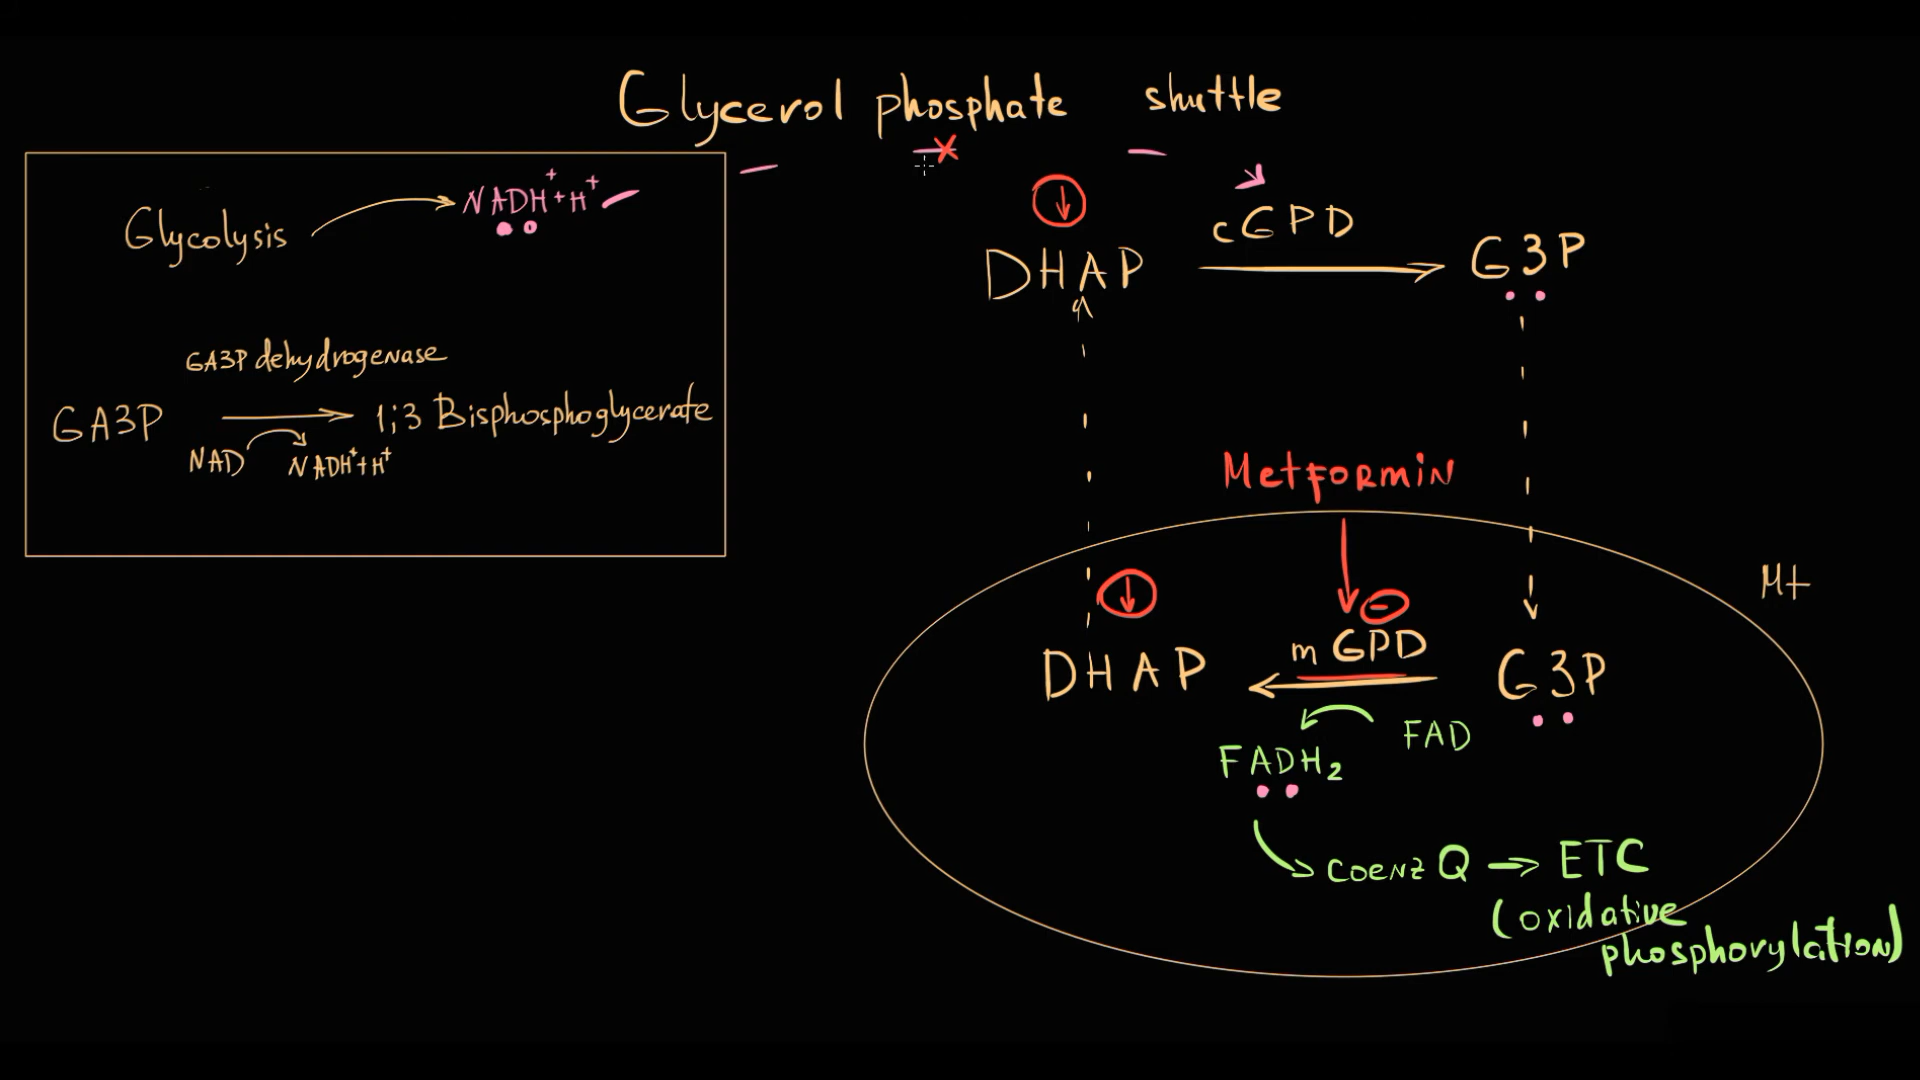 Glycerol phosphate shuttle
Glycolysis
NADH⁺+H⁺
GA3P dehydrogenase
GA3P
1;3 Bisphosphoglycerate
NAD
NADH⁺+H⁺
↓
DHAP
cGPD
G3P
Metformin
Mt
↓
−
DHAP
mGPD
G3P
FADH₂
FAD
coenz Q → ETC
(oxidative
phosphorylation)